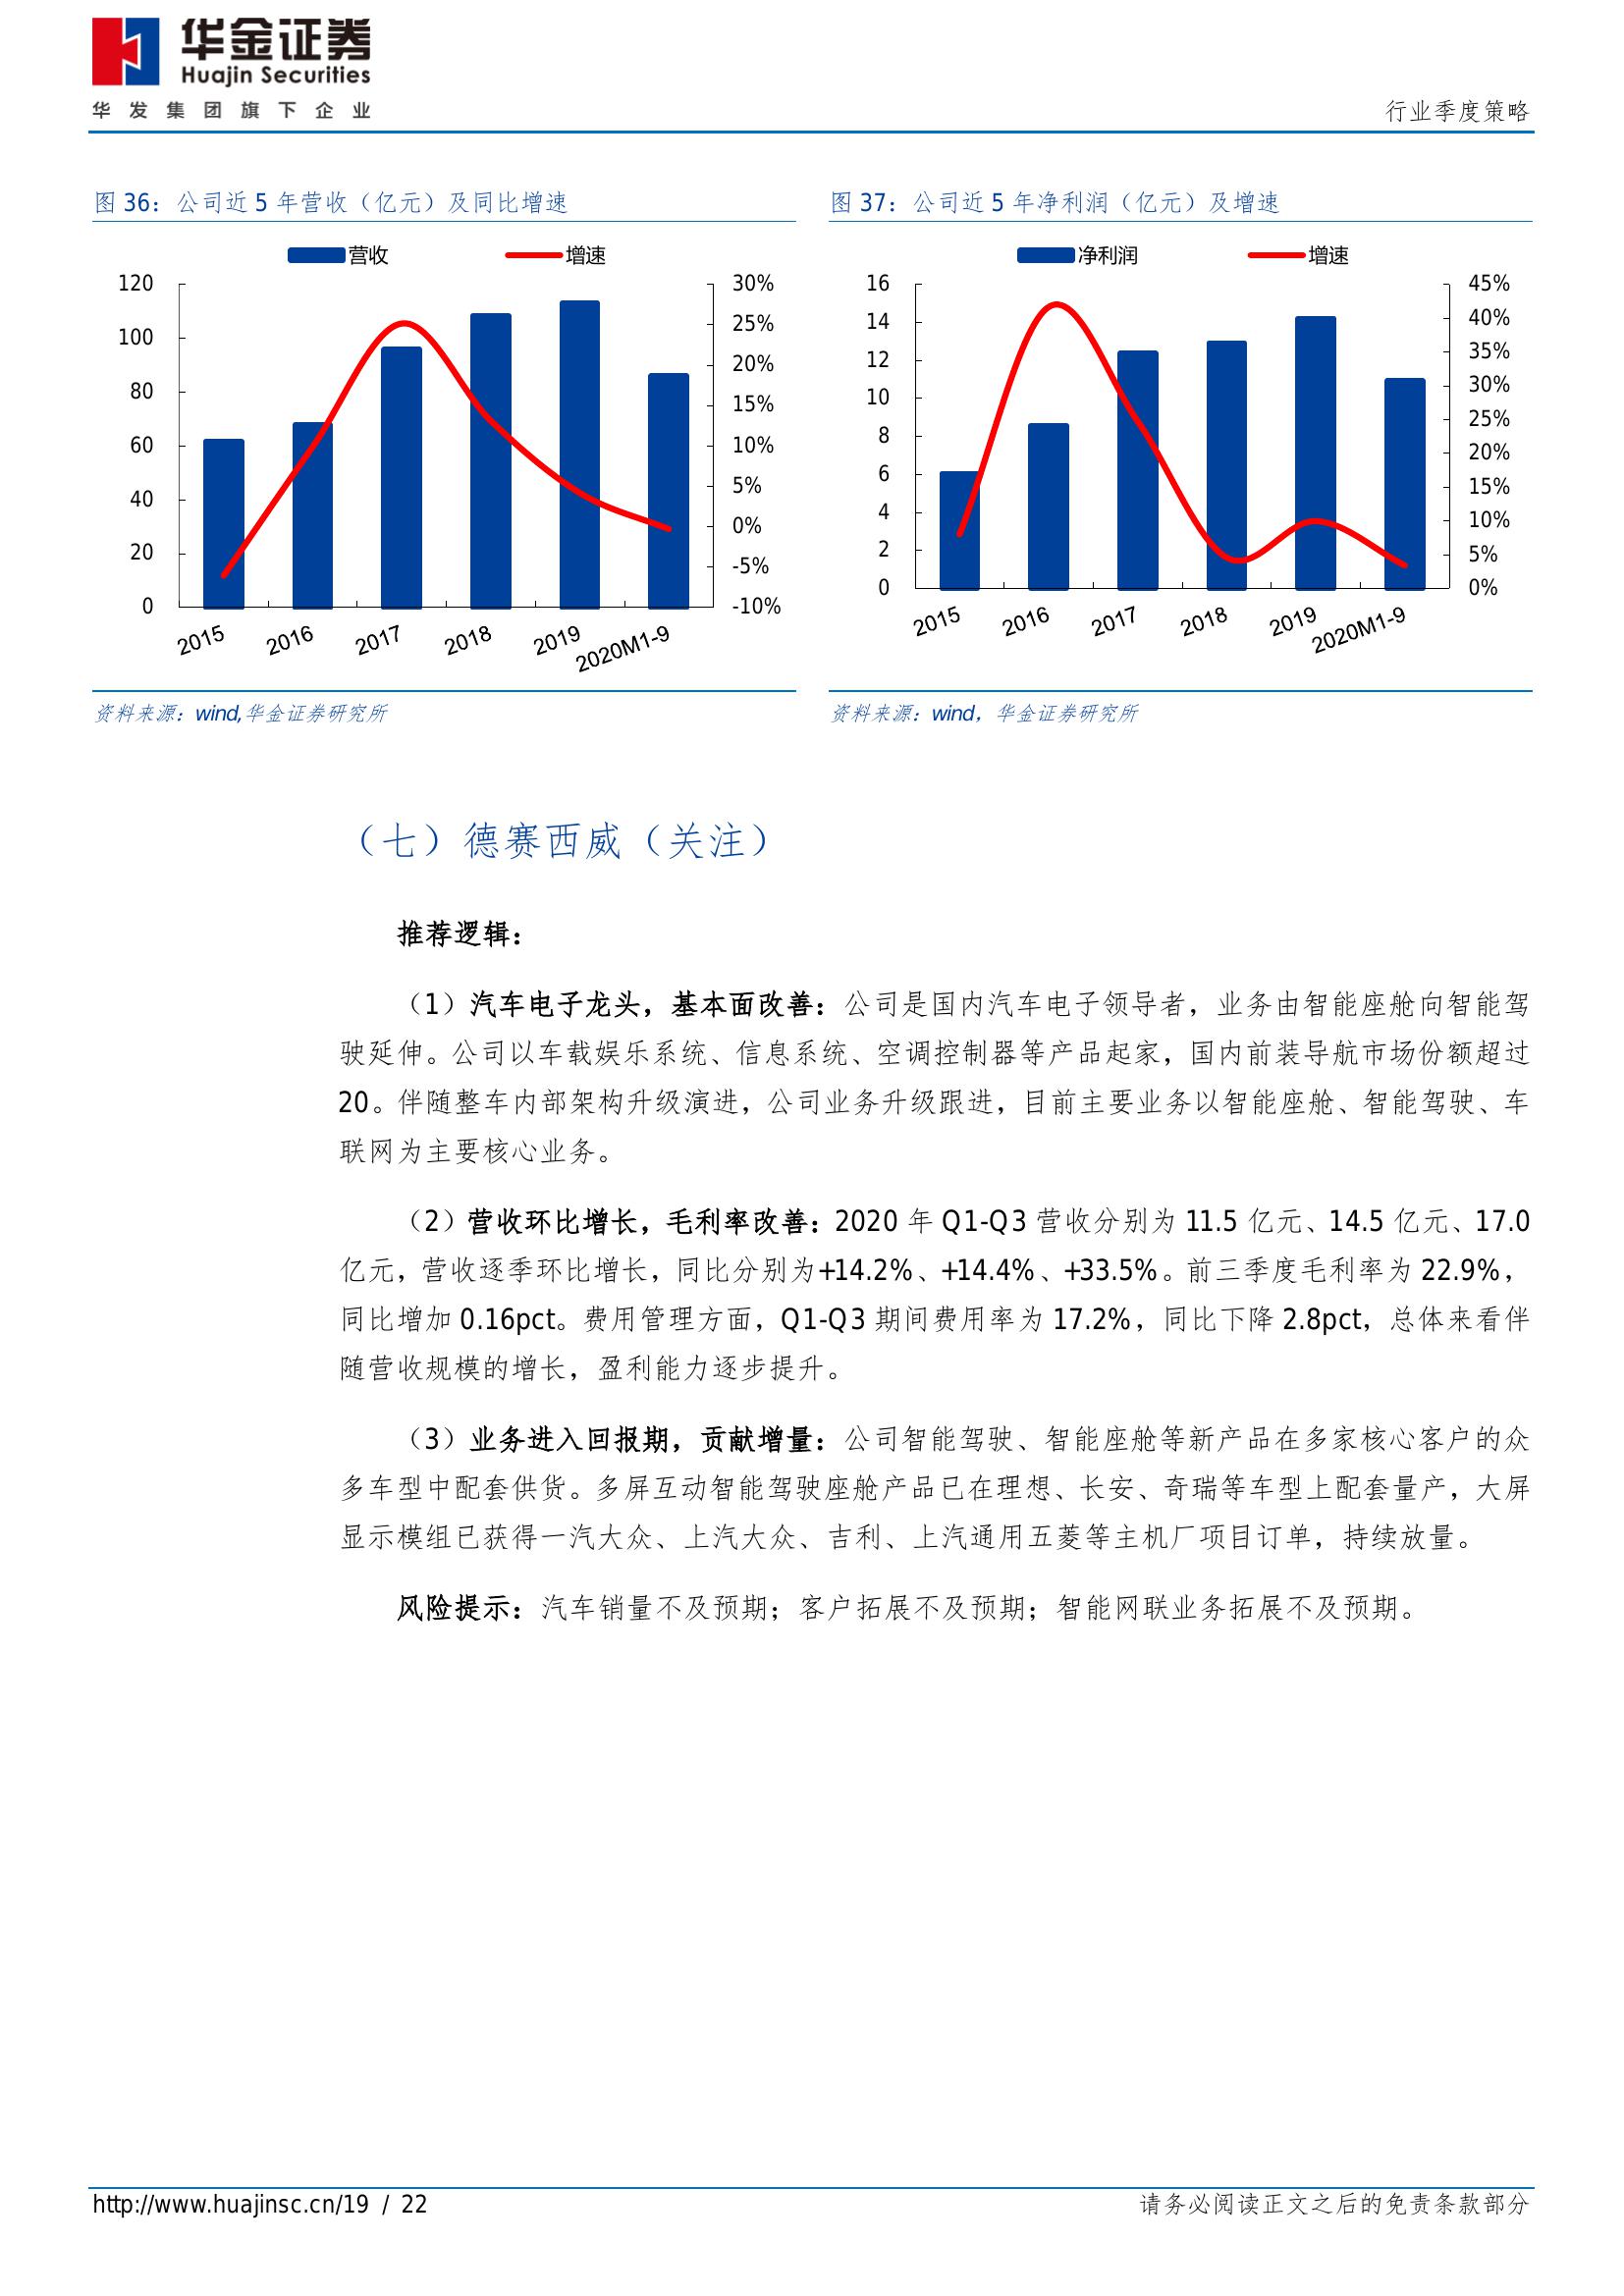 华金证券
Huajin Securities
华发集团旗下企业
行业季度策略
图 36：公司近 5 年营收（亿元）及同比增速
营收 增速
120
100
80
60
40
20
0
30%
25%
20%
15%
10%
5%
0%
-5%
-10%
2015 2016 2017 2018 2019 2020M1-9
资料来源：wind,华金证券研究所
图 37：公司近 5 年净利润（亿元）及增速
净利润 增速
16
14
12
10
8
6
4
2
0
45%
40%
35%
30%
25%
20%
15%
10%
5%
0%
2015 2016 2017 2018 2019 2020M1-9
资料来源：wind，华金证券研究所
（七）德赛西威（关注）
推荐逻辑：
（1）汽车电子龙头，基本面改善：公司是国内汽车电子领导者，业务由智能座舱向智能驾
驶延伸。公司以车载娱乐系统、信息系统、空调控制器等产品起家，国内前装导航市场份额超过
20。伴随整车内部架构升级演进，公司业务升级跟进，目前主要业务以智能座舱、智能驾驶、车
联网为主要核心业务。
（2）营收环比增长，毛利率改善：2020 年 Q1-Q3 营收分别为 11.5 亿元、14.5 亿元、17.0
亿元，营收逐季环比增长，同比分别为+14.2%、+14.4%、+33.5%。前三季度毛利率为 22.9%，
同比增加 0.16pct。费用管理方面，Q1-Q3 期间费用率为 17.2%，同比下降 2.8pct，总体来看伴
随营收规模的增长，盈利能力逐步提升。
（3）业务进入回报期，贡献增量：公司智能驾驶、智能座舱等新产品在多家核心客户的众
多车型中配套供货。多屏互动智能驾驶座舱产品已在理想、长安、奇瑞等车型上配套量产，大屏
显示模组已获得一汽大众、上汽大众、吉利、上汽通用五菱等主机厂项目订单，持续放量。
风险提示：汽车销量不及预期；客户拓展不及预期；智能网联业务拓展不及预期。
http://www.huajinsc.cn/19 / 22
请务必阅读正文之后的免责条款部分